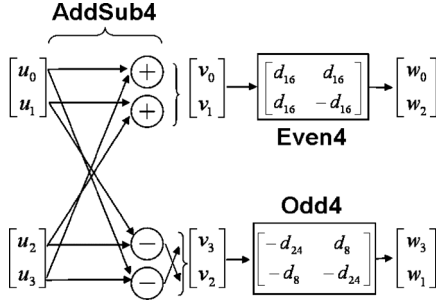 AddSub4
[u₀ u₁] + + [v₀ v₁] [d₁₆ d₁₆ d₁₆ −d₁₆] [w₀ w₂]
Even4
Odd4
[u₂ u₃] − − [v₃ v₂] [−d₂₄ d₈ −d₈ −d₂₄] [w₃ w₁]